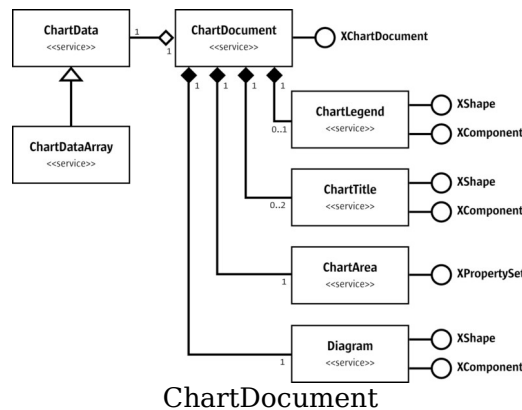 ChartData
<<service>>
1
1
ChartDocument
<<service>>
XChartDocument
1
1
1
1
ChartDataArray
<<service>>
0..1
ChartLegend
<<service>>
XShape
XComponent
0..2
ChartTitle
<<service>>
XShape
XComponent
1
ChartArea
<<service>>
XPropertySet
1
Diagram
<<service>>
XShape
XComponent
ChartDocument